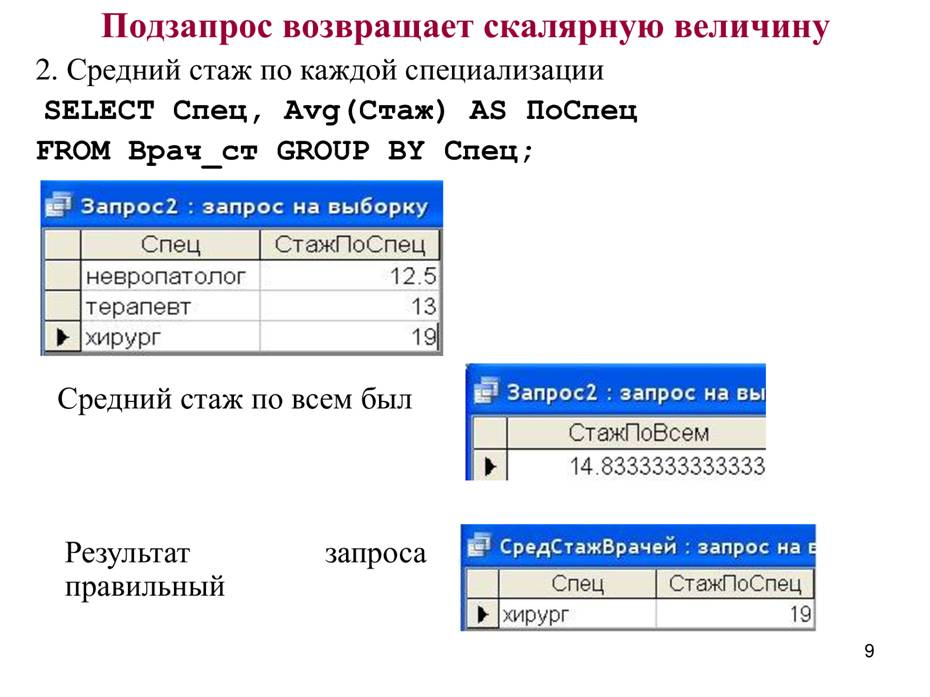 Подзапрос возвращает скалярную величину
2. Средний стаж по каждой специализации
SELECT Спец, Avg(Стаж) AS ПоСпец
FROM Врач_ст GROUP BY Спец;
Запрос2 : запрос на выборку
Спец СтажПоСпец
невропатолог 12.5
терапевт 13
хирург 19
Средний стаж по всем был
Запрос2 : запрос на вы
СтажПоВсем
14.8333333333333
Результат запроса
правильный
СредСтажВрачей : запрос на в
Спец СтажПоСпец
хирург 19
9